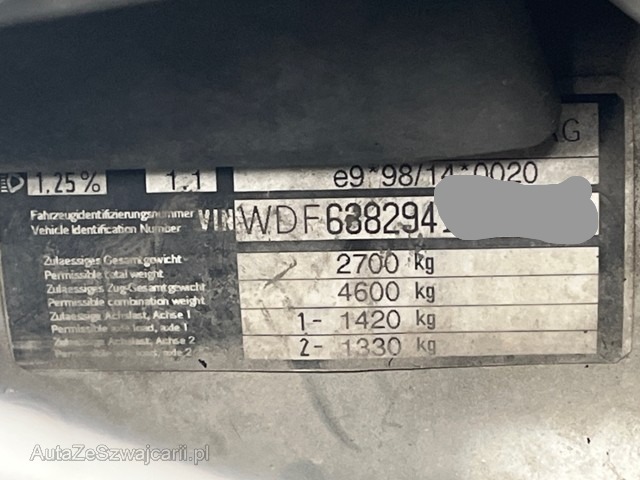 AG
1.25% 1.1 e9*98/14*0020
Fahrzeugidentifizierungsnummer
Vehicle Identification Number
VIN WDF638294
Zulaessiges Gesamtgewicht
Permissible total weight
2700 kg
Zulaessiges Zug-Gesamtgewicht
Permissible combination weight
4600 kg
Zulaessige Achslast, Achse 1
Permissible axle load, axle 1
1- 1420 kg
Zulaessige Achslast, Achse 2
Permissible axle load, axle 2
2- 1330 kg
AutaZeSzwajcarii.pl